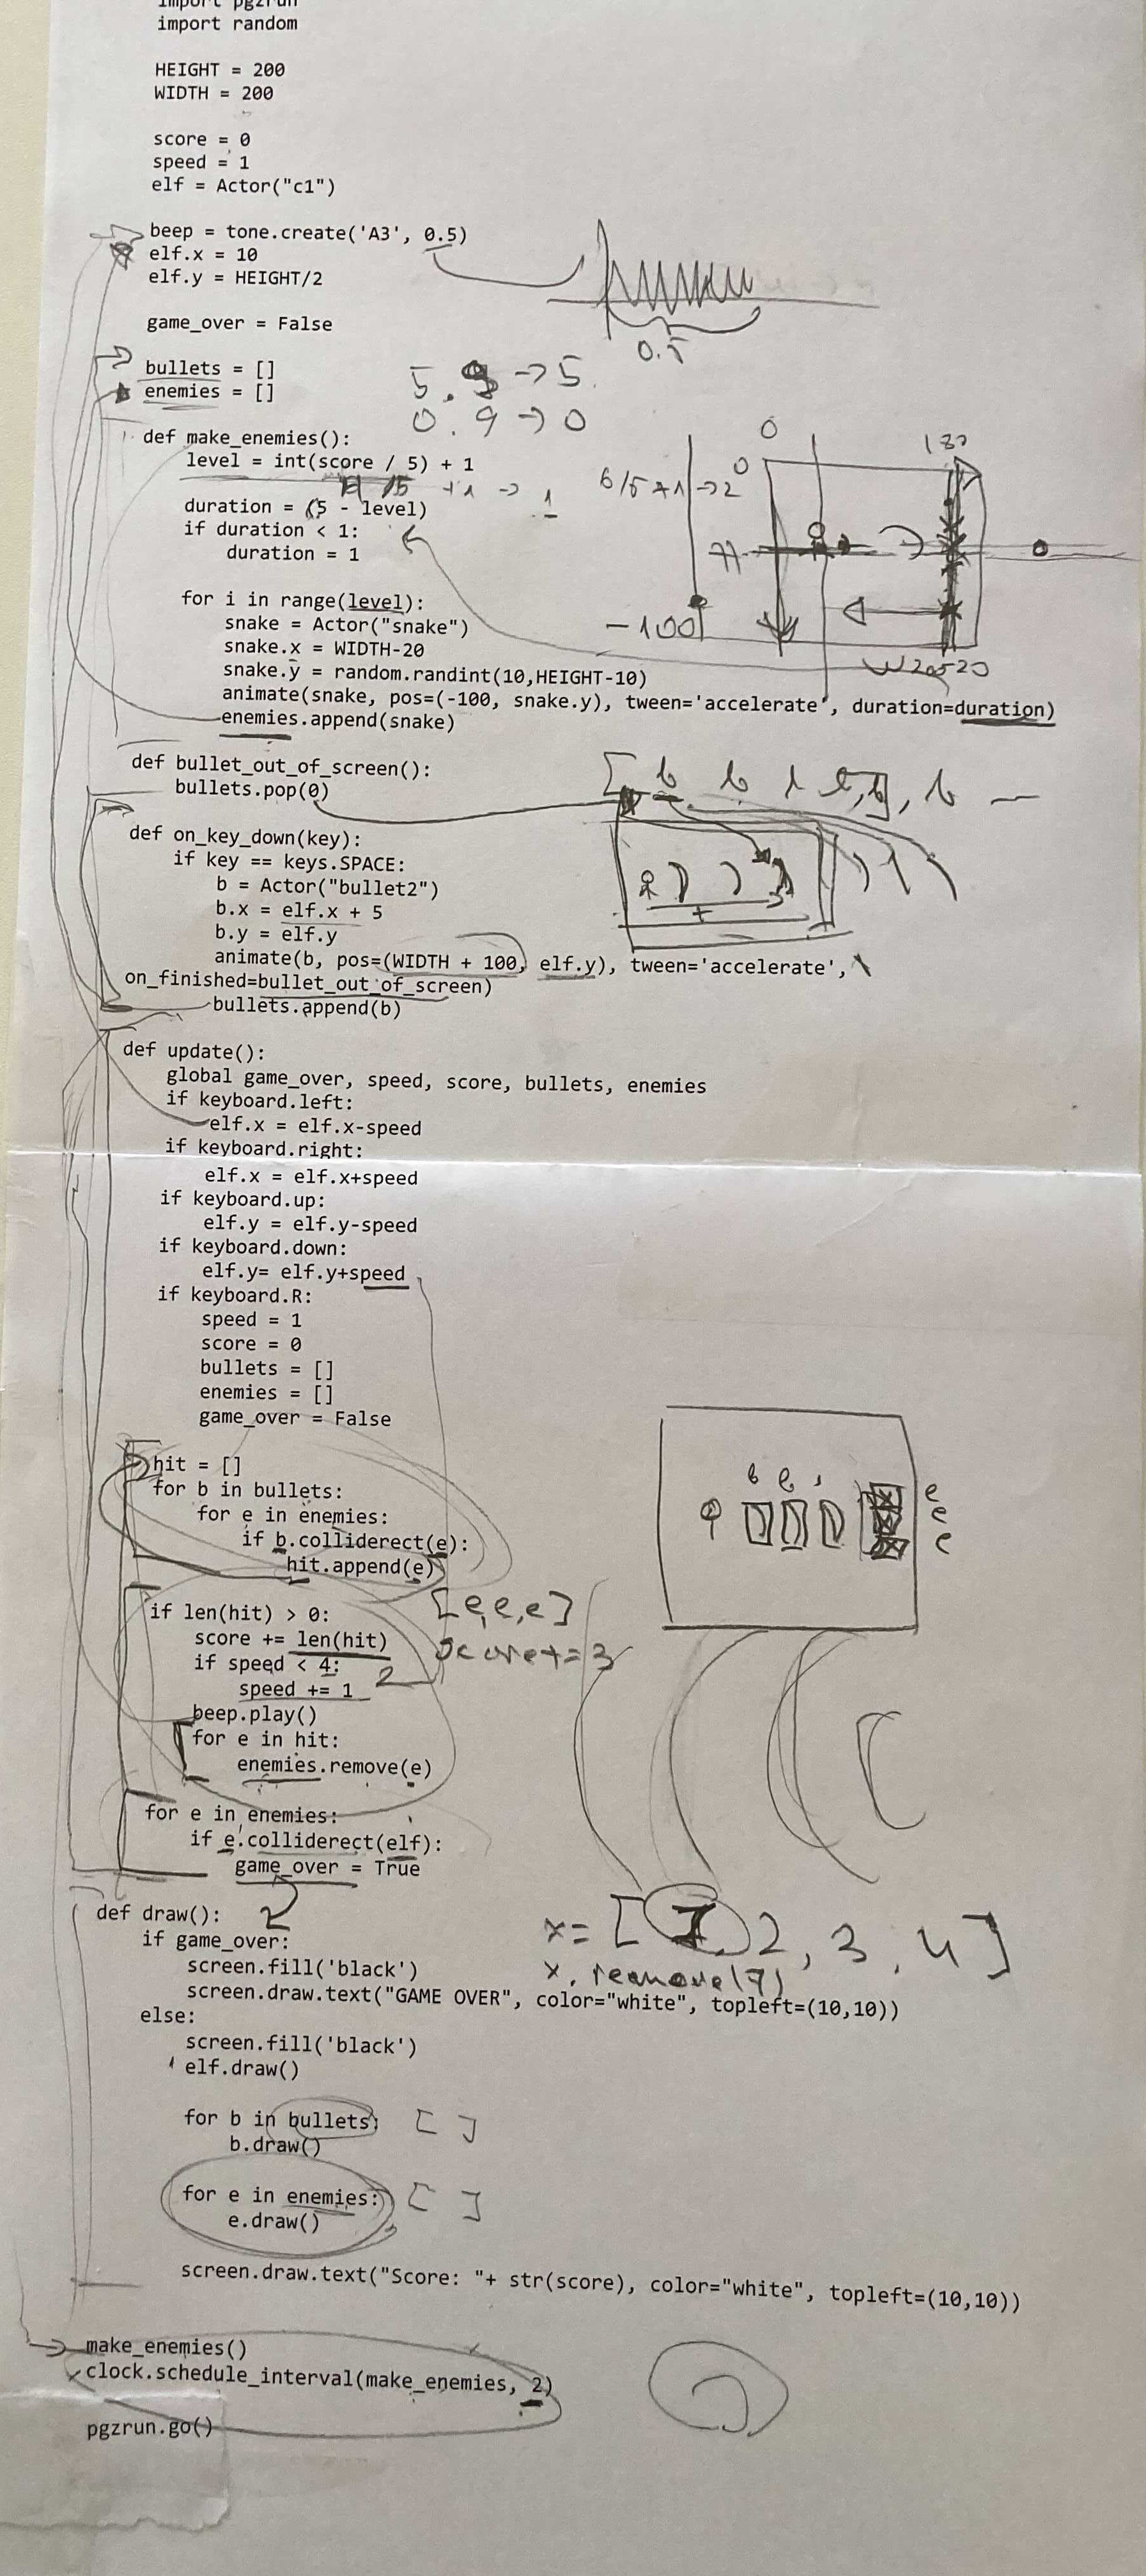 import pgzrun
import random
HEIGHT = 200
WIDTH = 200
score = 0
speed = 1
elf = Actor("c1")
beep = tone.create('A3', 0.5)
elf.x = 10
elf.y = HEIGHT/2
0.5
game_over = False
bullets = []
enemies = []
5.9 -> 5
0.9 -> 0
0
180
0
def make_enemies():
    level = int(score / 5) + 1
/5 +1 -> 1
6/5 +1 -> 2
    duration = (5 - level)
    if duration < 1:
        duration = 1
    for i in range(level):
        snake = Actor("snake")
        snake.x = WIDTH-20
        snake.y = random.randint(10,HEIGHT-10)
        animate(snake, pos=(-100, snake.y), tween='accelerate', duration=duration)
        enemies.append(snake)
-100
def bullet_out_of_screen():
    bullets.pop(0)
def on_key_down(key):
    if key == keys.SPACE:
        b = Actor("bullet2")
        b.x = elf.x + 5
        b.y = elf.y
        animate(b, pos=(WIDTH + 100, elf.y), tween='accelerate',
on_finished=bullet_out_of_screen)
        bullets.append(b)
def update():
    global game_over, speed, score, bullets, enemies
    if keyboard.left:
        elf.x = elf.x-speed
    if keyboard.right:
        elf.x = elf.x+speed
    if keyboard.up:
        elf.y = elf.y-speed
    if keyboard.down:
        elf.y= elf.y+speed
    if keyboard.R:
        speed = 1
        score = 0
        bullets = []
        enemies = []
        game_over = False
    hit = []
    for b in bullets:
        for e in enemies:
            if b.colliderect(e):
                hit.append(e)
e
e
e
    if len(hit) > 0:
        score += len(hit)
        if speed < 4:
            speed += 1
        beep.play()
        for e in hit:
            enemies.remove(e)
[e,e,e]
score+=3
2
    for e in enemies:
        if e.colliderect(elf):
            game_over = True
2
def draw():
    if game_over:
        screen.fill('black')
        screen.draw.text("GAME OVER", color="white", topleft=(10,10))
x=[7, 2, 3, 4]
x.remove(7)
    else:
        screen.fill('black')
        elf.draw()
        for b in bullets:
            b.draw()
[ ]
        for e in enemies:
            e.draw()
[ ]
        screen.draw.text("Score: "+ str(score), color="white", topleft=(10,10))
make_enemies()
clock.schedule_interval(make_enemies, 2)
pgzrun.go()